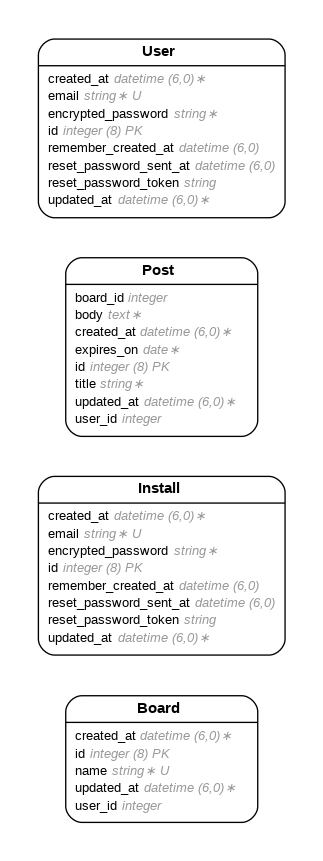 User
created_at datetime (6,0)∗
email string∗ U
encrypted_password string∗
id integer (8) PK
remember_created_at datetime (6,0)
reset_password_sent_at datetime (6,0)
reset_password_token string
updated_at datetime (6,0)∗
Post
board_id integer
body text∗
created_at datetime (6,0)∗
expires_on date∗
id integer (8) PK
title string∗
updated_at datetime (6,0)∗
user_id integer
Install
created_at datetime (6,0)∗
email string∗ U
encrypted_password string∗
id integer (8) PK
remember_created_at datetime (6,0)
reset_password_sent_at datetime (6,0)
reset_password_token string
updated_at datetime (6,0)∗
Board
created_at datetime (6,0)∗
id integer (8) PK
name string∗ U
updated_at datetime (6,0)∗
user_id integer